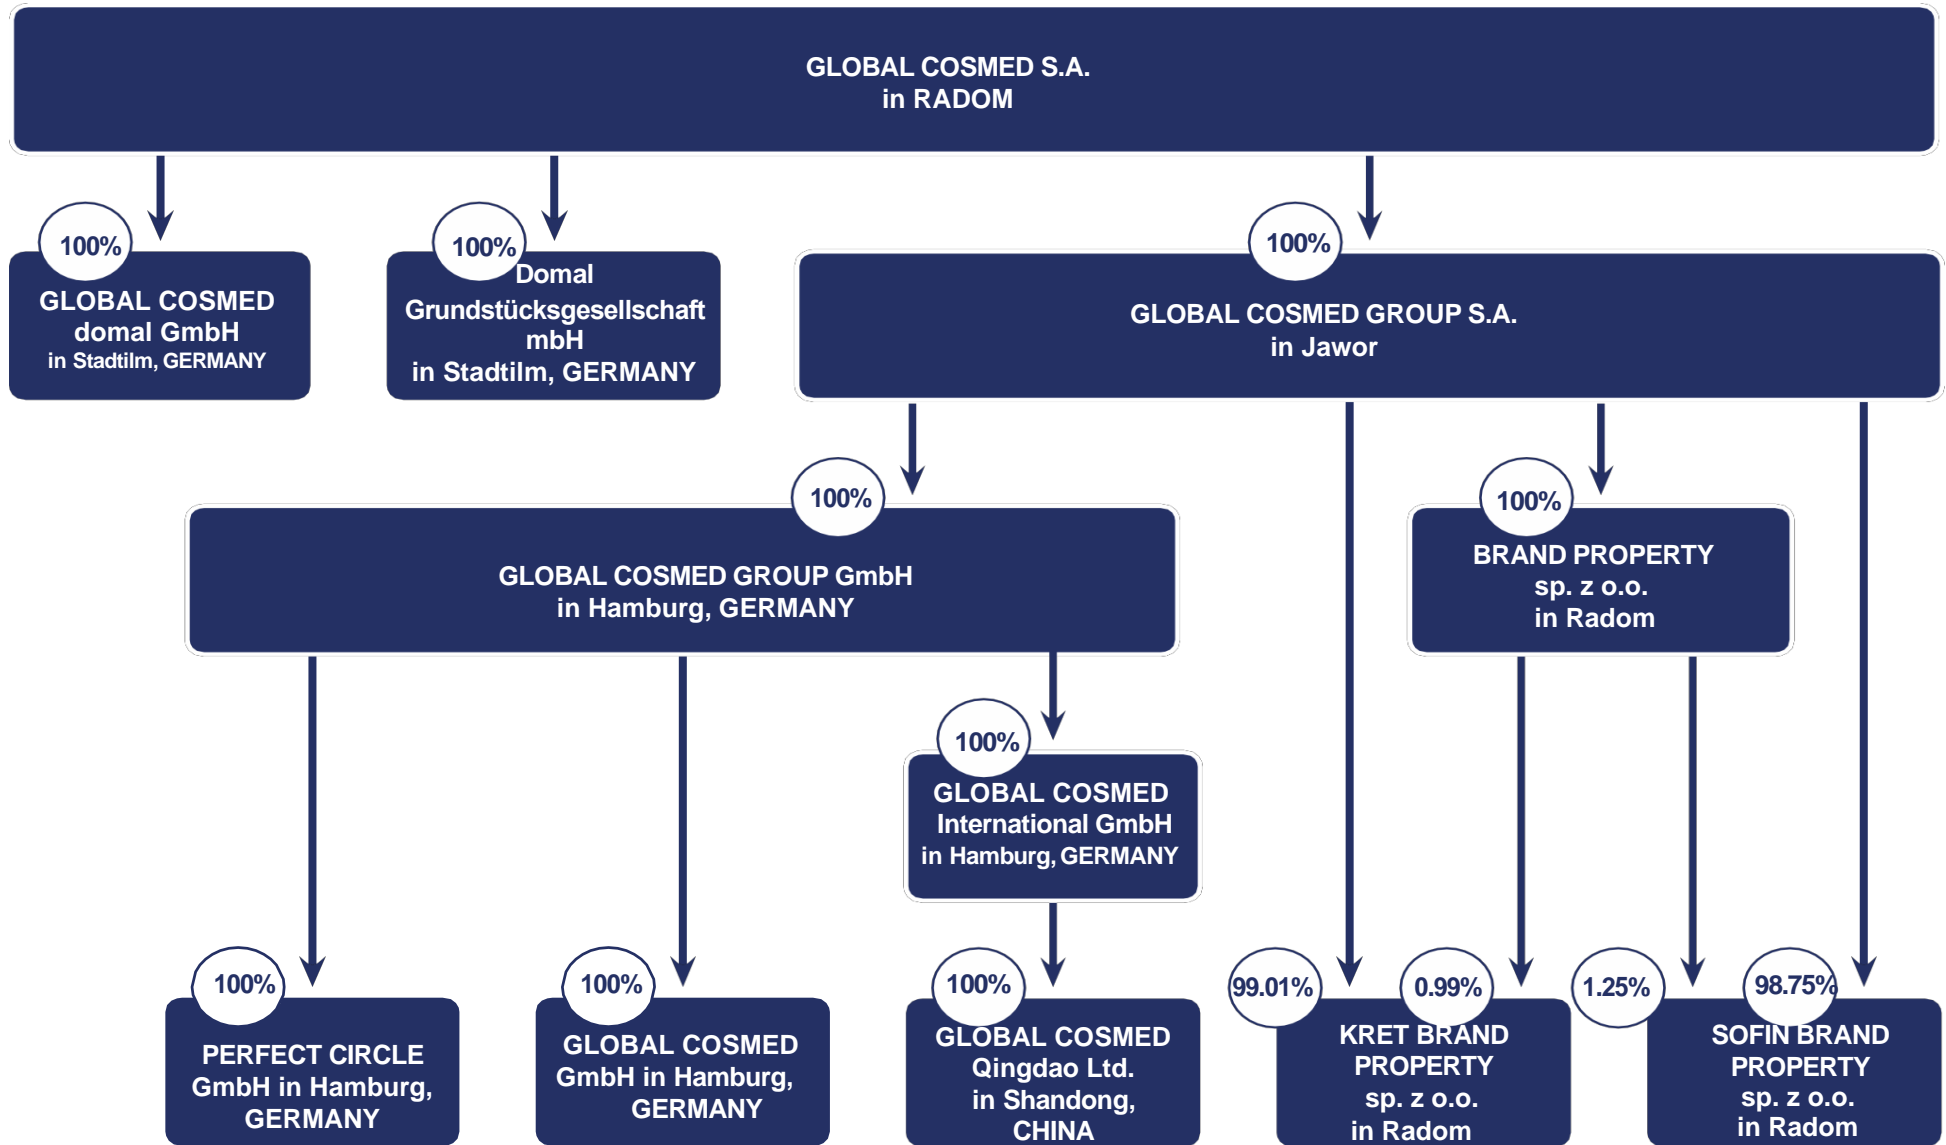 GLOBAL COSMED S.A.
in RADOM
100%
GLOBAL COSMED
domal GmbH
in Stadtilm, GERMANY
100%
Domal
Grundstücksgesellschaft
mbH
in Stadtilm, GERMANY
100%
GLOBAL COSMED GROUP S.A.
in Jawor
100%
GLOBAL COSMED GROUP GmbH
in Hamburg, GERMANY
100%
BRAND PROPERTY
sp. z o.o.
in Radom
100%
GLOBAL COSMED
International GmbH
in Hamburg, GERMANY
100%
PERFECT CIRCLE
GmbH in Hamburg,
GERMANY
100%
GLOBAL COSMED
GmbH in Hamburg,
GERMANY
100%
GLOBAL COSMED
Qingdao Ltd.
in Shandong,
CHINA
99.01%
0.99%
KRET BRAND
PROPERTY
sp. z o.o.
in Radom
1.25%
98.75%
SOFIN BRAND
PROPERTY
sp. z o.o.
in Radom